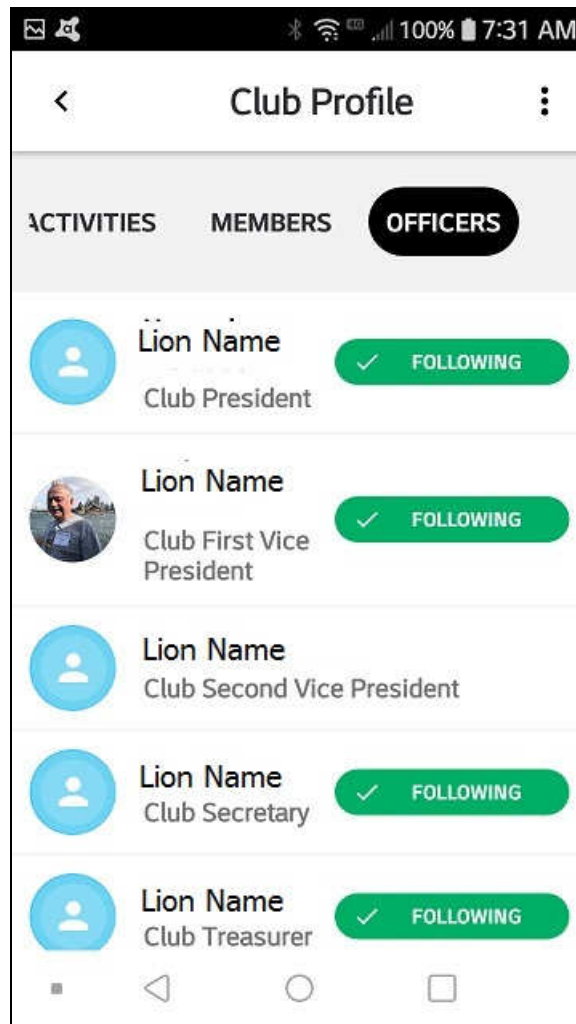 100% 7:31 AM
Club Profile
ACTIVITIES MEMBERS OFFICERS
Lion Name
FOLLOWING
Club President
Lion Name
FOLLOWING
Club First Vice
President
Lion Name
Club Second Vice President
Lion Name
FOLLOWING
Club Secretary
Lion Name
FOLLOWING
Club Treasurer